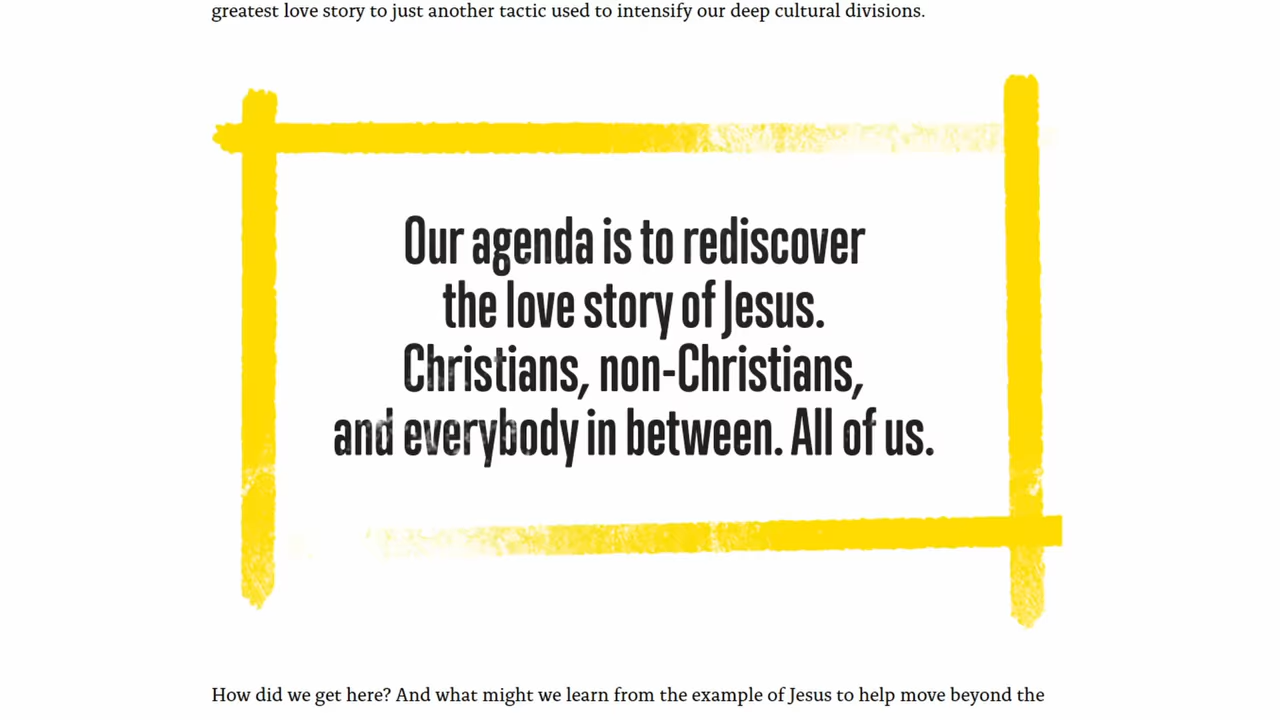 greatest love story to just another tactic used to intensify our deep cultural divisions.
Our agenda is to rediscover
the love story of Jesus.
Christians, non-Christians,
and everybody in between. All of us.
How did we get here? And what might we learn from the example of Jesus to help move beyond the